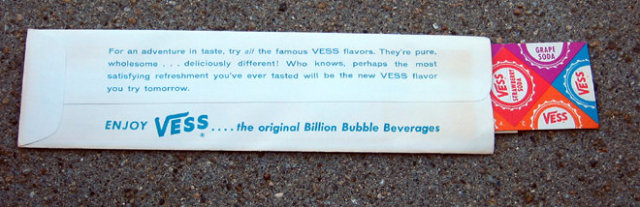 For an adventure in taste, try all the famous VESS flavors. They're pure,
wholesome . . . deliciously different! Who knows, perhaps the most
satisfying refreshment you've ever tasted will be the new VESS flavor
you try tomorrow.
ENJOY VESS® . . . . the original Billion Bubble Beverages
GRAPE
SODA
VESS
STRAWBERRY
SODA
VESS
VESS